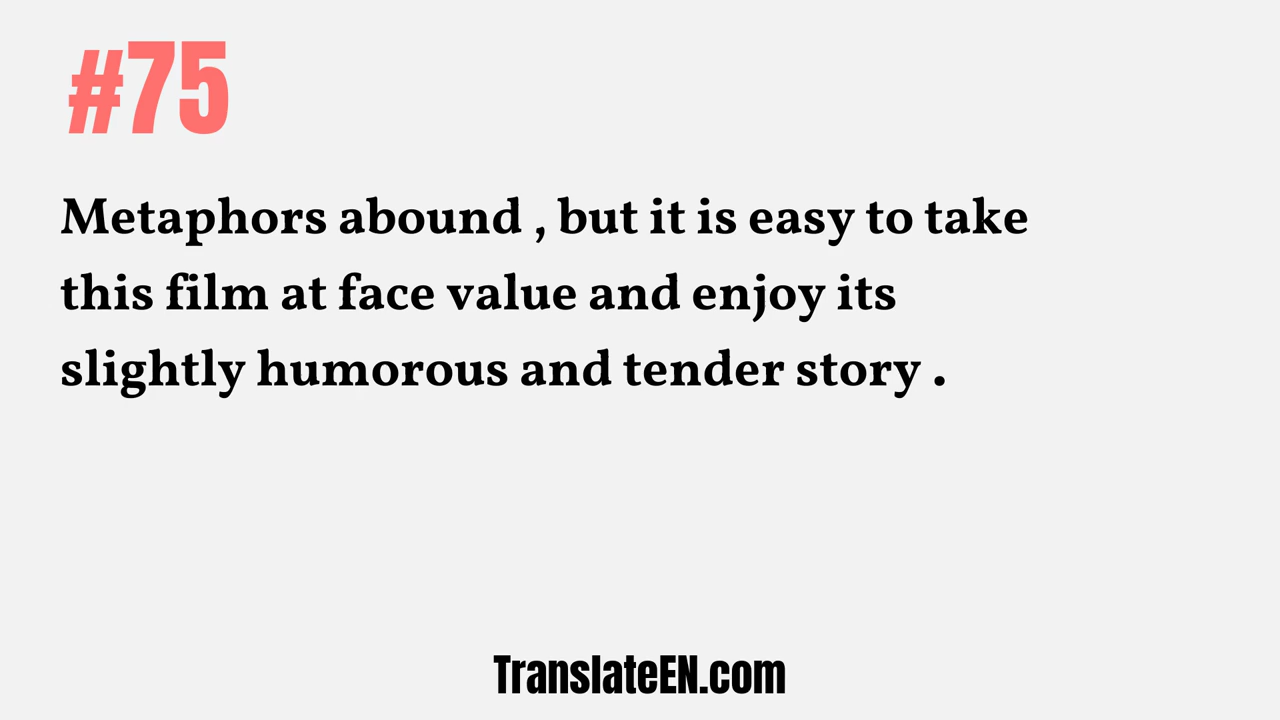 #75
Metaphors abound , but it is easy to take
this film at face value and enjoy its
slightly humorous and tender story .
TranslateEN.com